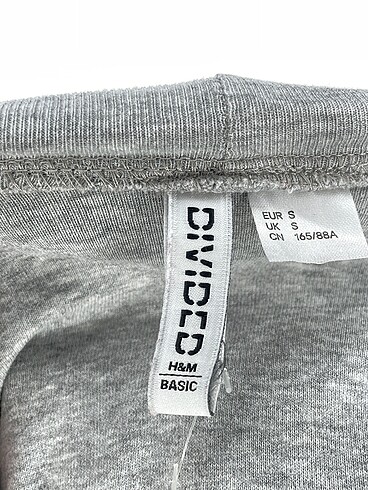 DIVIDED
H&M
BASIC
EUR S
UK S
CN 165/88A